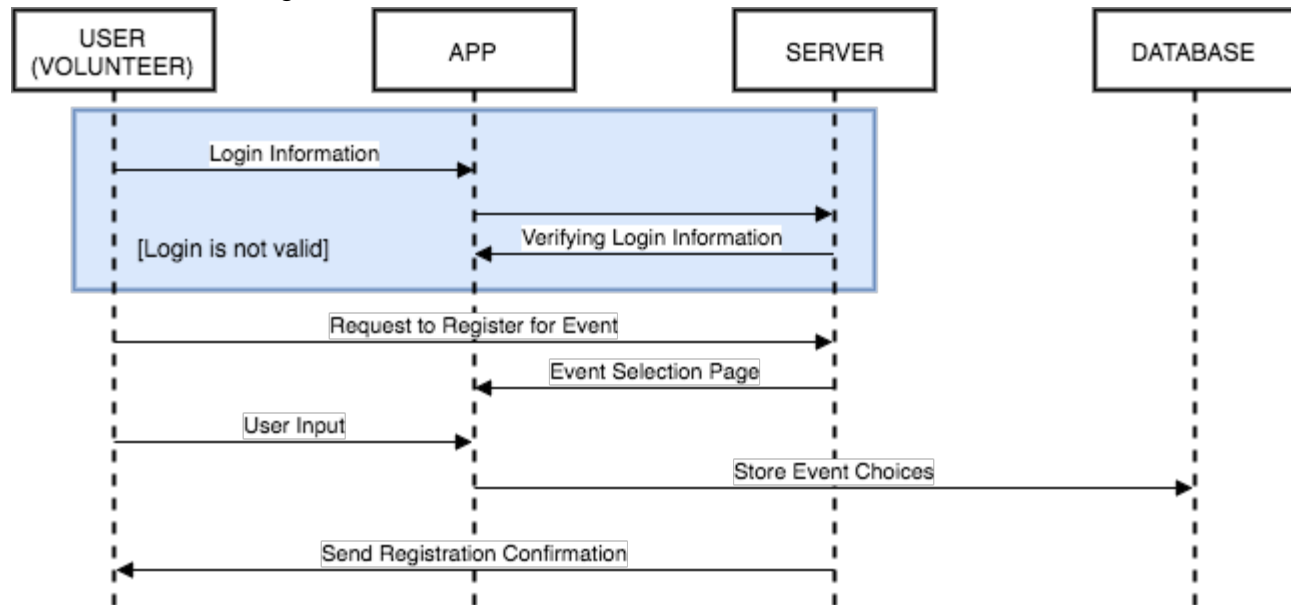 USER
(VOLUNTEER)
APP
SERVER
DATABASE
Login Information
Verifying Login Information
[Login is not valid]
Request to Register for Event
Event Selection Page
User Input
Store Event Choices
Send Registration Confirmation